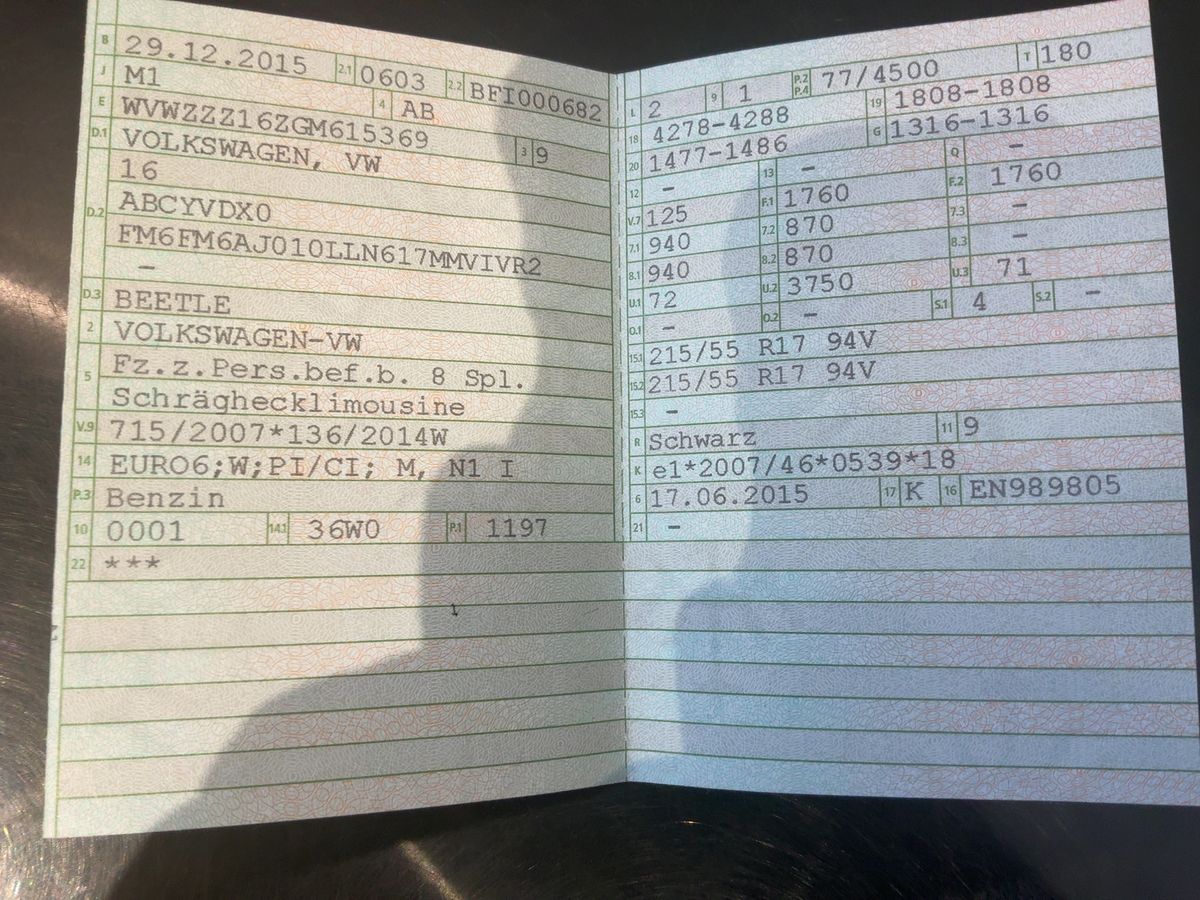 B 29.12.2015 2.1 0603 2.2 BFI000682
J M1 4 AB
E WVWZZZ16ZGM615369 3 9
D.1 VOLKSWAGEN, VW
16
D.2 ABCYVDX0
FM6FM6AJ010LLN617MMVIVR2
–
D.3 BEETLE
2 VOLKSWAGEN-VW
5 Fz.z.Pers.bef.b. 8 Spl.
Schräghecklimousine
V.9 715/2007*136/2014W
14 EURO6;W;PI/CI; M, N1 I
P.3 Benzin
10 0001 14.1 36W0 P.1 1197
22 ***
L 2 9 1 P.2 P.4 77/4500 T 180
18 4278-4288 19 1808-1808
20 1477-1486 G 1316-1316
12 – 13 – Q –
V.7 125 F.1 1760 F.2 1760
7.1 940 7.2 870 7.3 –
8.1 940 8.2 870 8.3 –
U.1 72 U.2 3750 U.3 71
O.1 – O.2 – S.1 4 S.2 –
15.1 215/55 R17 94V
15.2 215/55 R17 94V
15.3 –
R Schwarz 11 9
K e1*2007/46*0539*18
6 17.06.2015 17 K 16 EN989805
21 –